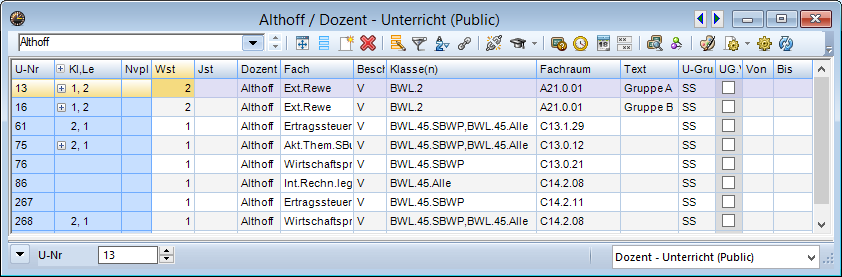 Althoff / Dozent - Unterricht (Public)
Althoff
U-Nr Kl,Le Nvpl Wst Jst Dozent Fach Besch Klasse(n) Fachraum Text U-Gru UG.V Von Bis
13 1, 2 2 Althoff Ext.Rewe V BWL.2 A21.0.01 Gruppe A SS
16 1, 2 2 Althoff Ext.Rewe V BWL.2 A21.0.01 Gruppe B SS
61 2, 1 1 Althoff Ertragssteuer V BWL.45.SBWP,BWL.45.Alle C13.1.29 SS
75 2, 1 1 Althoff Akt.Them.SBu V BWL.45.SBWP,BWL.45.Alle C13.0.12 SS
76 1 Althoff Wirtschaftspr V BWL.45.SBWP C13.0.21 SS
86 1 Althoff Int.Rechn.leg V BWL.45.Alle C14.2.08 SS
267 1 Althoff Ertragssteuer V BWL.45.SBWP C14.2.11 SS
268 2, 1 1 Althoff Wirtschaftspr V BWL.45.SBWP,BWL.45.Alle C14.2.08 SS
U-Nr 13 Dozent - Unterricht (Public)